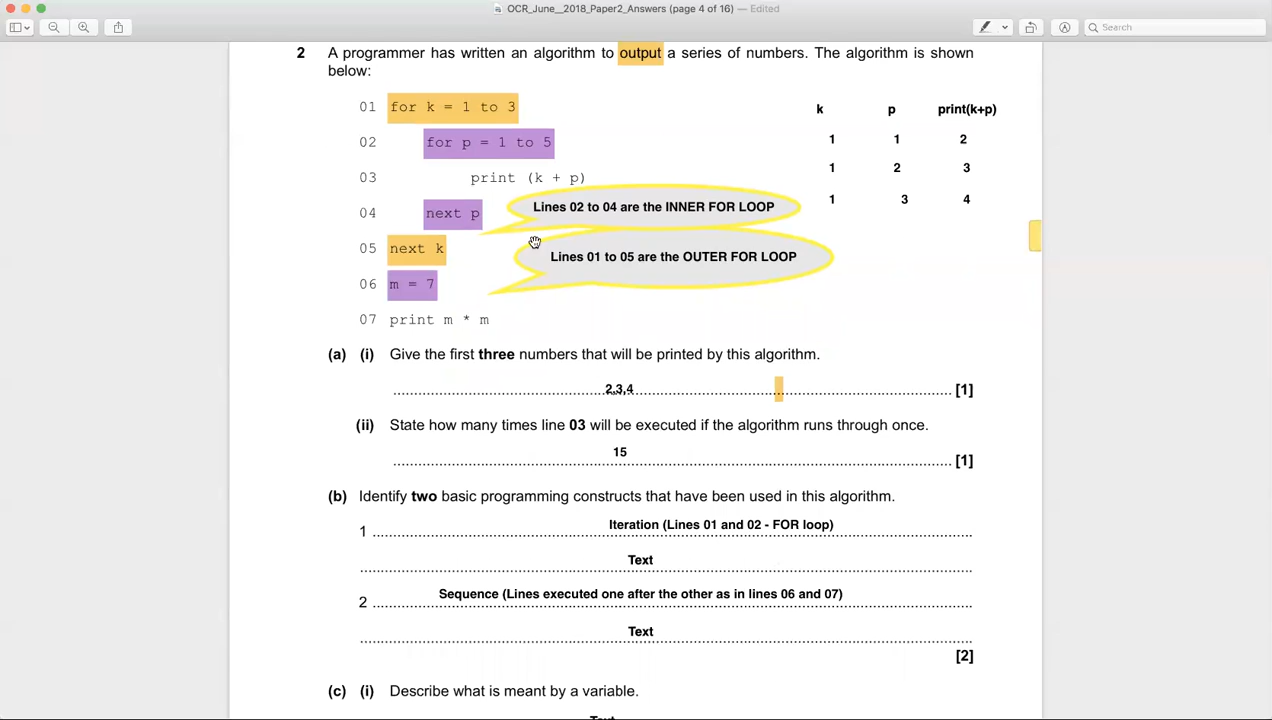 OCR_June__2018_Paper2_Answers (page 4 of 16) — Edited
Search
2 A programmer has written an algorithm to output a series of numbers. The algorithm is shown
below:
01 for k = 1 to 3
02 for p = 1 to 5
03 print (k + p)
04 next p
05 next k
06 m = 7
07 print m * m
k p print(k+p)
1 1 2
1 2 3
1 3 4
Lines 02 to 04 are the INNER FOR LOOP
Lines 01 to 05 are the OUTER FOR LOOP
(a) (i) Give the first three numbers that will be printed by this algorithm.
2,3,4 [1]
(ii) State how many times line 03 will be executed if the algorithm runs through once.
15 [1]
(b) Identify two basic programming constructs that have been used in this algorithm.
1 Iteration (Lines 01 and 02 - FOR loop)
Text
2 Sequence (Lines executed one after the other as in lines 06 and 07)
Text
[2]
(c) (i) Describe what is meant by a variable.
Text